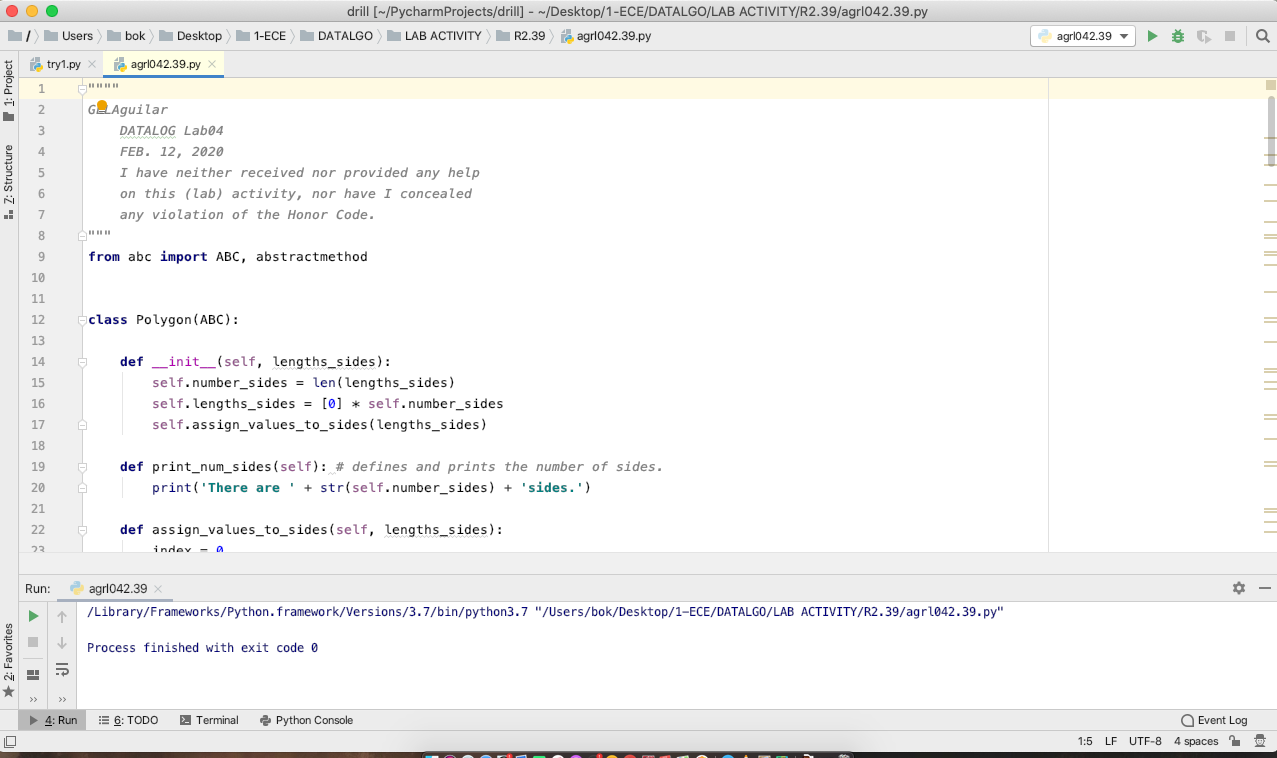 drill [~/PycharmProjects/drill] - ~/Desktop/1-ECE/DATALGO/LAB ACTIVITY/R2.39/agrl042.39.py
/ Users bok Desktop 1-ECE DATALGO LAB ACTIVITY R2.39 agrl042.39.py agrl042.39
try1.py agrl042.39.py
1: Project
Z: Structure
2: Favorites
1 """"
2 Aguilar
3 DATALOG Lab04
4 FEB. 12, 2020
5 I have neither received nor provided any help
6 on this (lab) activity, nor have I concealed
7 any violation of the Honor Code.
8 """
9 from abc import ABC, abstractmethod
10
11
12 class Polygon(ABC):
13
14 def __init__(self, lengths_sides):
15 self.number_sides = len(lengths_sides)
16 self.lengths_sides = [0] * self.number_sides
17 self.assign_values_to_sides(lengths_sides)
18
19 def print_num_sides(self): # defines and prints the number of sides.
20 print('There are ' + str(self.number_sides) + 'sides.')
21
22 def assign_values_to_sides(self, lengths_sides):
23 index = 0
Run: agrl042.39
/Library/Frameworks/Python.framework/Versions/3.7/bin/python3.7 "/Users/bok/Desktop/1-ECE/DATALGO/LAB ACTIVITY/R2.39/agrl042.39.py"
Process finished with exit code 0
4: Run 6: TODO Terminal Python Console Event Log
1:5 LF UTF-8 4 spaces